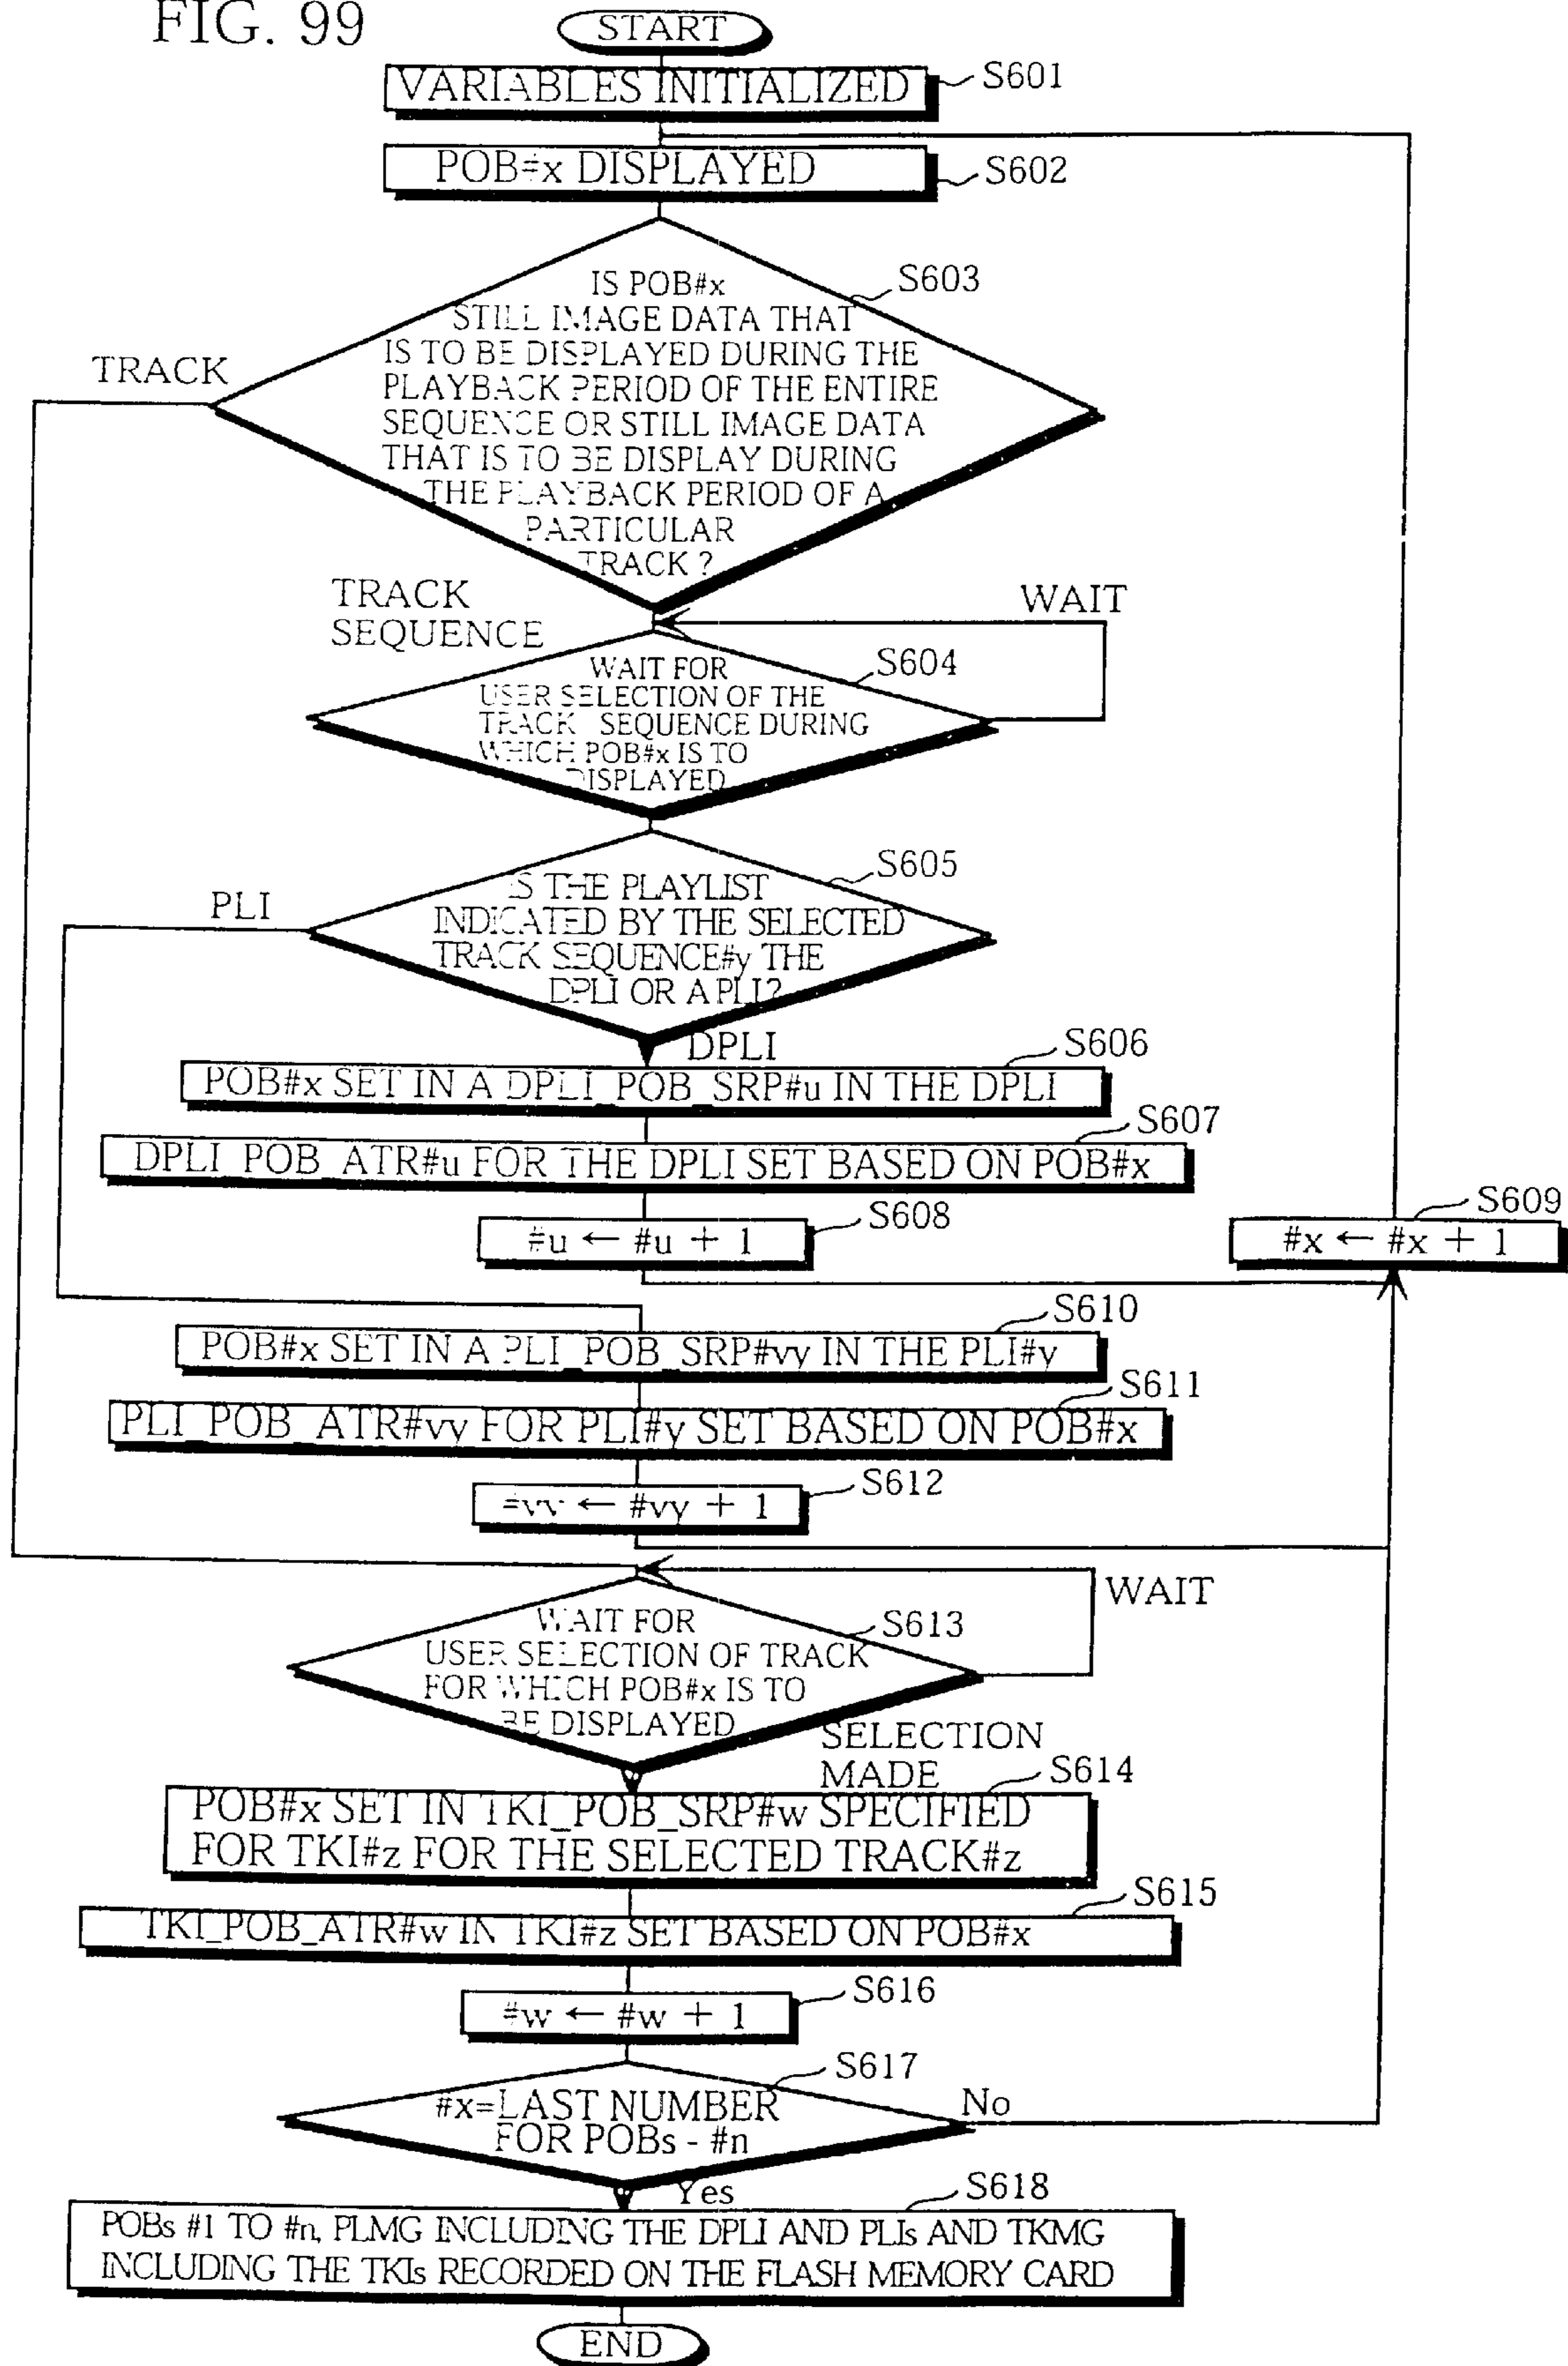 FIG. 99
START
VARIABLES INITIALIZED
S601
POB#x DISPLAYED
S602
IS POB#x
STILL IMAGE DATA THAT
IS TO BE DISPLAYED DURING THE
PLAYBACK PERIOD OF THE ENTIRE
SEQUENCE OR STILL IMAGE DATA
THAT IS TO BE DISPLAY DURING
THE PLAYBACK PERIOD OF A
PARTICULAR
TRACK ?
S603
TRACK
TRACK
SEQUENCE
WAIT
WAIT FOR
USER SELECTION OF THE
TRACK SEQUENCE DURING
WHICH POB#x IS TO
DISPLAYED
S604
IS THE PLAYLIST
INDICATED BY THE SELECTED
TRACK SEQUENCE#y THE
DPLI OR A PLI?
S605
PLI
DPLI
S606
POB#x SET IN A DPLI_POB_SRP#u IN THE DPLI
S607
DPLI_POB_ATR#u FOR THE DPLI SET BASED ON POB#x
S608
#u ← #u + 1
S609
#x ← #x + 1
S610
POB#x SET IN A PLI_POB_SRP#vy IN THE PLI#y
S611
PLI_POB_ATR#vy FOR PLI#y SET BASED ON POB#x
S612
#vy ← #vy + 1
WAIT
WAIT FOR
USER SELECTION OF TRACK
FOR WHICH POB#x IS TO
BE DISPLAYED
S613
SELECTION
MADE
S614
POB#x SET IN TKI_POB_SRP#w SPECIFIED
FOR TKI#z FOR THE SELECTED TRACK#z
S615
TKI_POB_ATR#w IN TKI#z SET BASED ON POB#x
S616
#w ← #w + 1
S617
#x=LAST NUMBER
FOR POBs - #n
No
Yes
S618
POBs #1 TO #n, PLMG INCLUDING THE DPLI AND PLIs AND TKMG
INCLUDING THE TKIs RECORDED ON THE FLASH MEMORY CARD
END